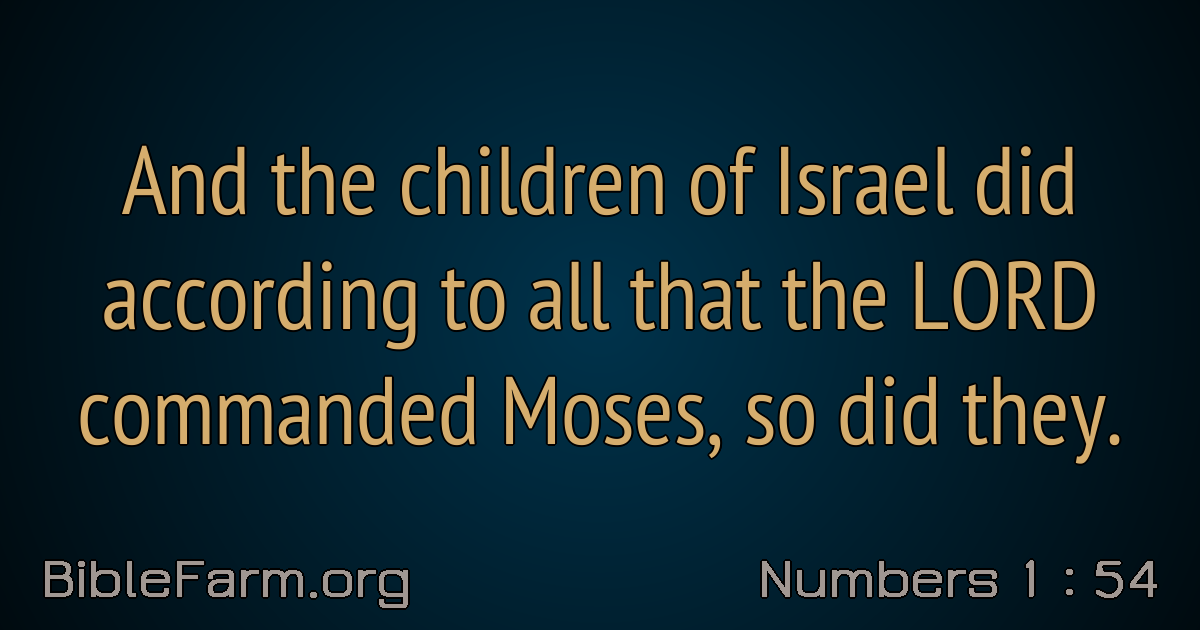 And the children of Israel did
according to all that the LORD
commanded Moses, so did they.
BibleFarm.org
Numbers 1 : 54